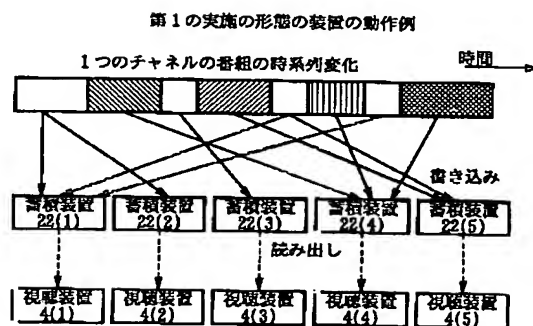 第1の実施の形態の装置の動作例
1つのチャネルの番組の時系列変化
時間
書き込み
蓄積装置 蓄積装置 蓄積装置 蓄積装置 蓄積装置
22(1) 22(2) 22(3) 22(4) 22(5)
読み出し
視聴装置 視聴装置 視聴装置 視聴装置 視聴装置
4(1) 4(2) 4(3) 4(4) 4(5)